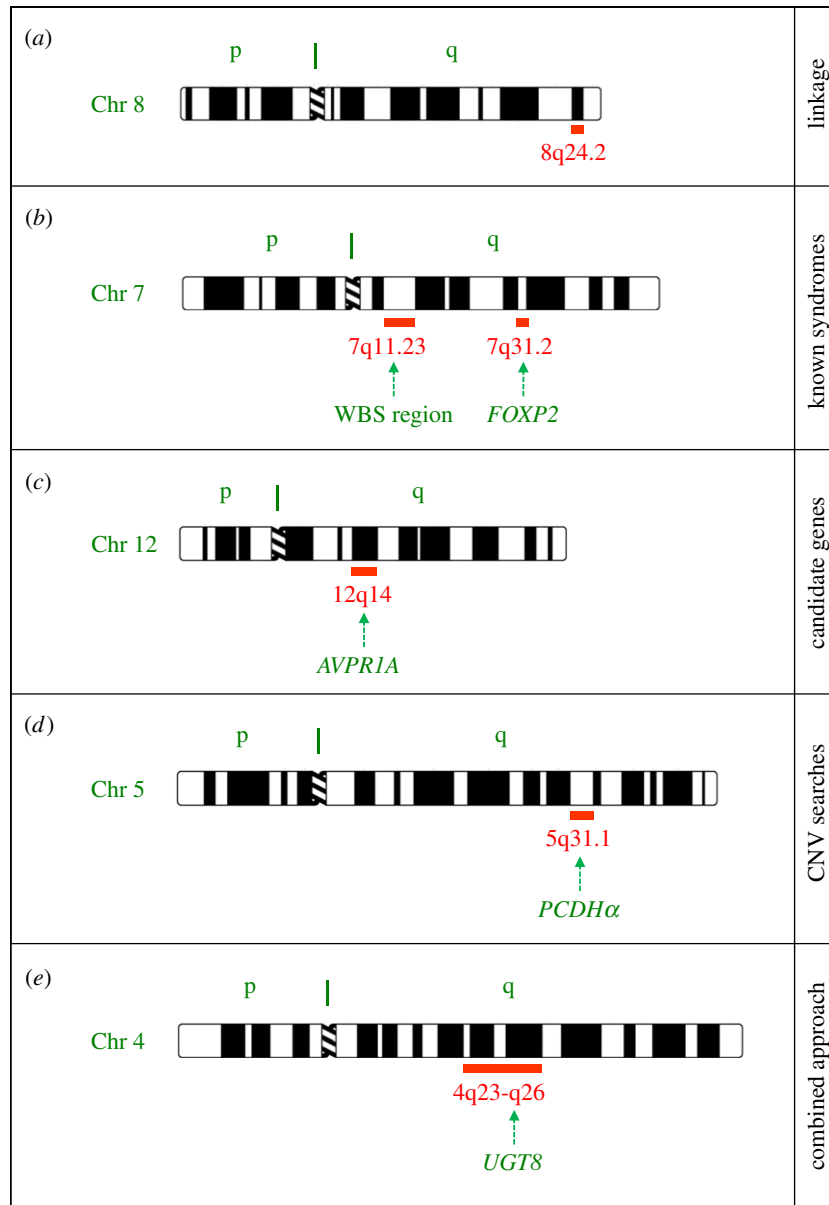 (a)
p
q
Chr 8
8q24.2
linkage
(b)
p
q
Chr 7
7q11.23
7q31.2
WBS region
FOXP2
known syndromes
(c)
p
q
Chr 12
12q14
AVPR1A
candidate genes
(d)
p
q
Chr 5
5q31.1
PCDHα
CNV searches
(e)
p
q
Chr 4
4q23-q26
UGT8
combined approach